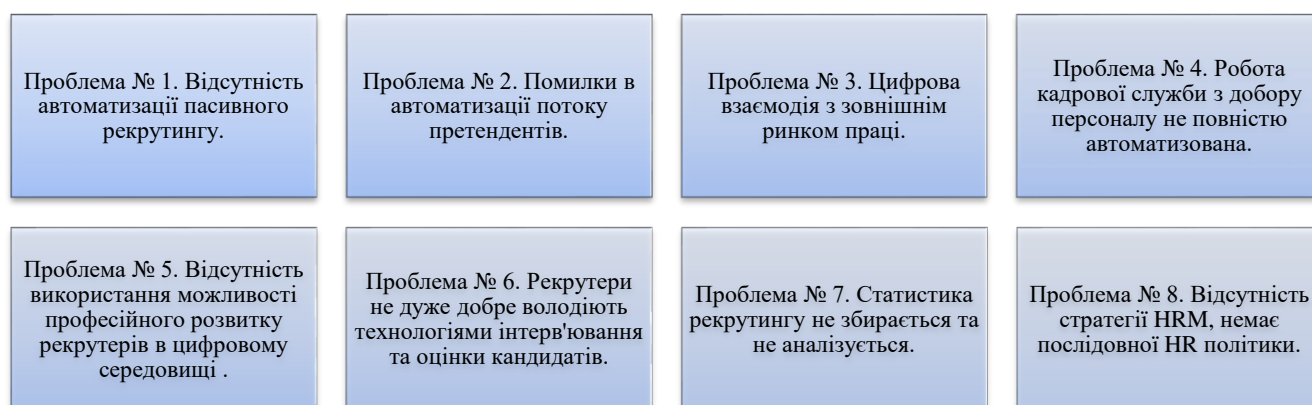 Проблема № 1. Відсутність
автоматизації пасивного
рекрутингу.
Проблема № 2. Помилки в
автоматизації потоку
претендентів.
Проблема № 3. Цифрова
взаємодія з зовнішнім
ринком праці.
Проблема № 4. Робота
кадрової служби з добору
персоналу не повністю
автоматизована.
Проблема № 5. Відсутність
використання можливості
професійного розвитку
рекрутерів в цифровому
середовищі .
Проблема № 6. Рекрутери
не дуже добре володіють
технологіями інтерв'ювання
та оцінки кандидатів.
Проблема № 7. Статистика
рекрутингу не збирається та
не аналізується.
Проблема № 8. Відсутність
стратегії HRM, немає
послідовної HR політики.